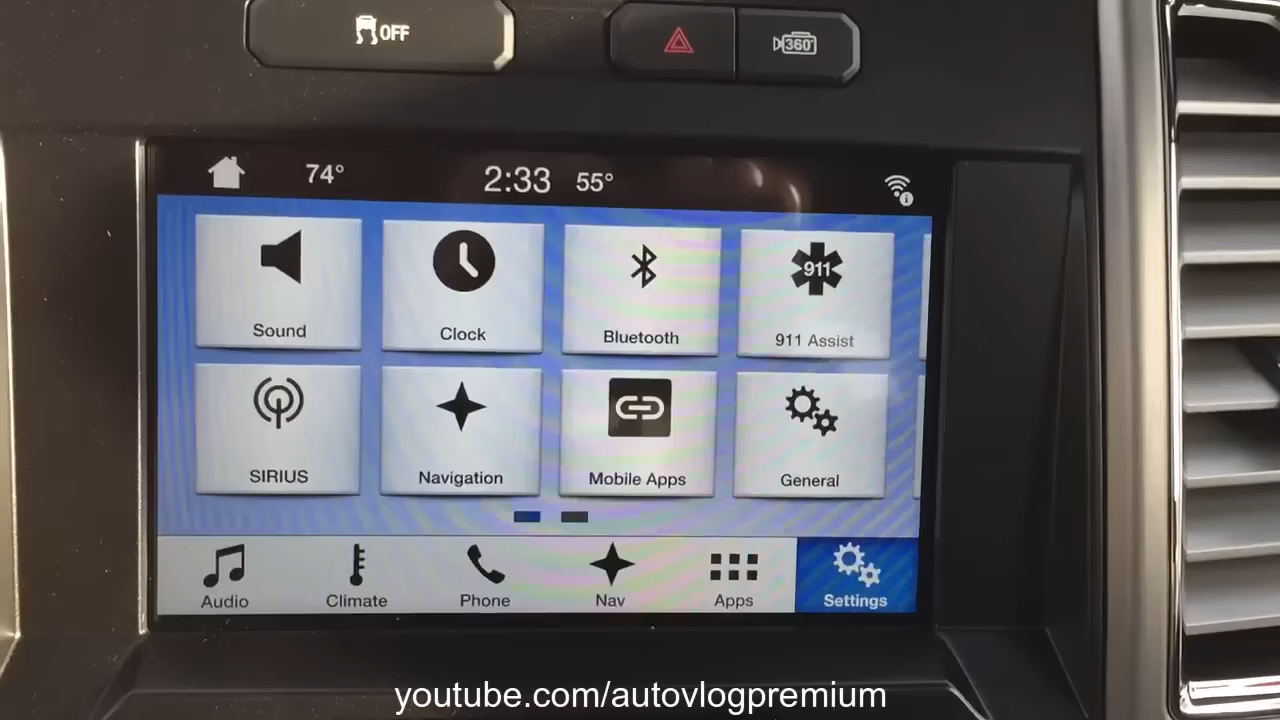 OFF
360°
74°
2:33 55°
Sound
Clock
Bluetooth
911
911 Assist
SIRIUS
Navigation
Mobile Apps
General
Audio
Climate
Phone
Nav
Apps
Settings
youtube.com/autovlogpremium